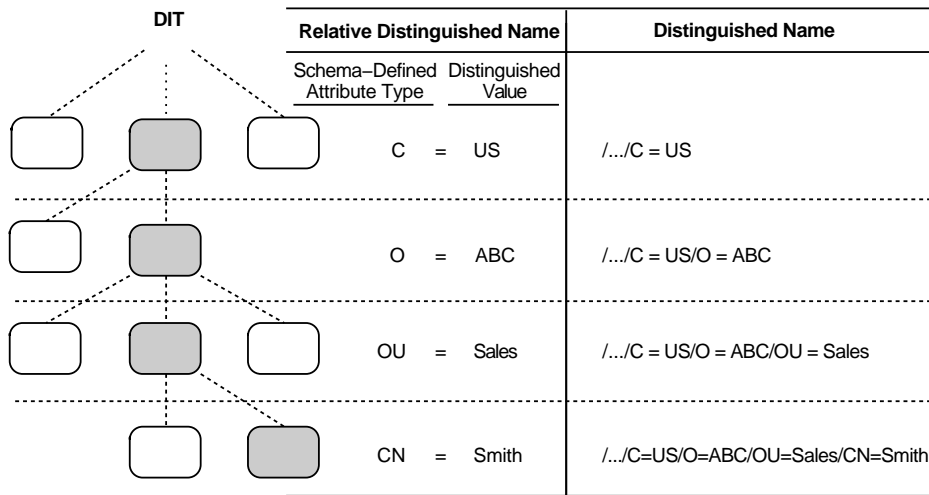 DIT
Relative Distinguished Name Distinguished Name
Schema−Defined Distinguished
Attribute Type Value
C = US /.../C = US
O = ABC /.../C = US/O = ABC
OU = Sales /.../C = US/O = ABC/OU = Sales
CN = Smith /.../C=US/O=ABC/OU=Sales/CN=Smith